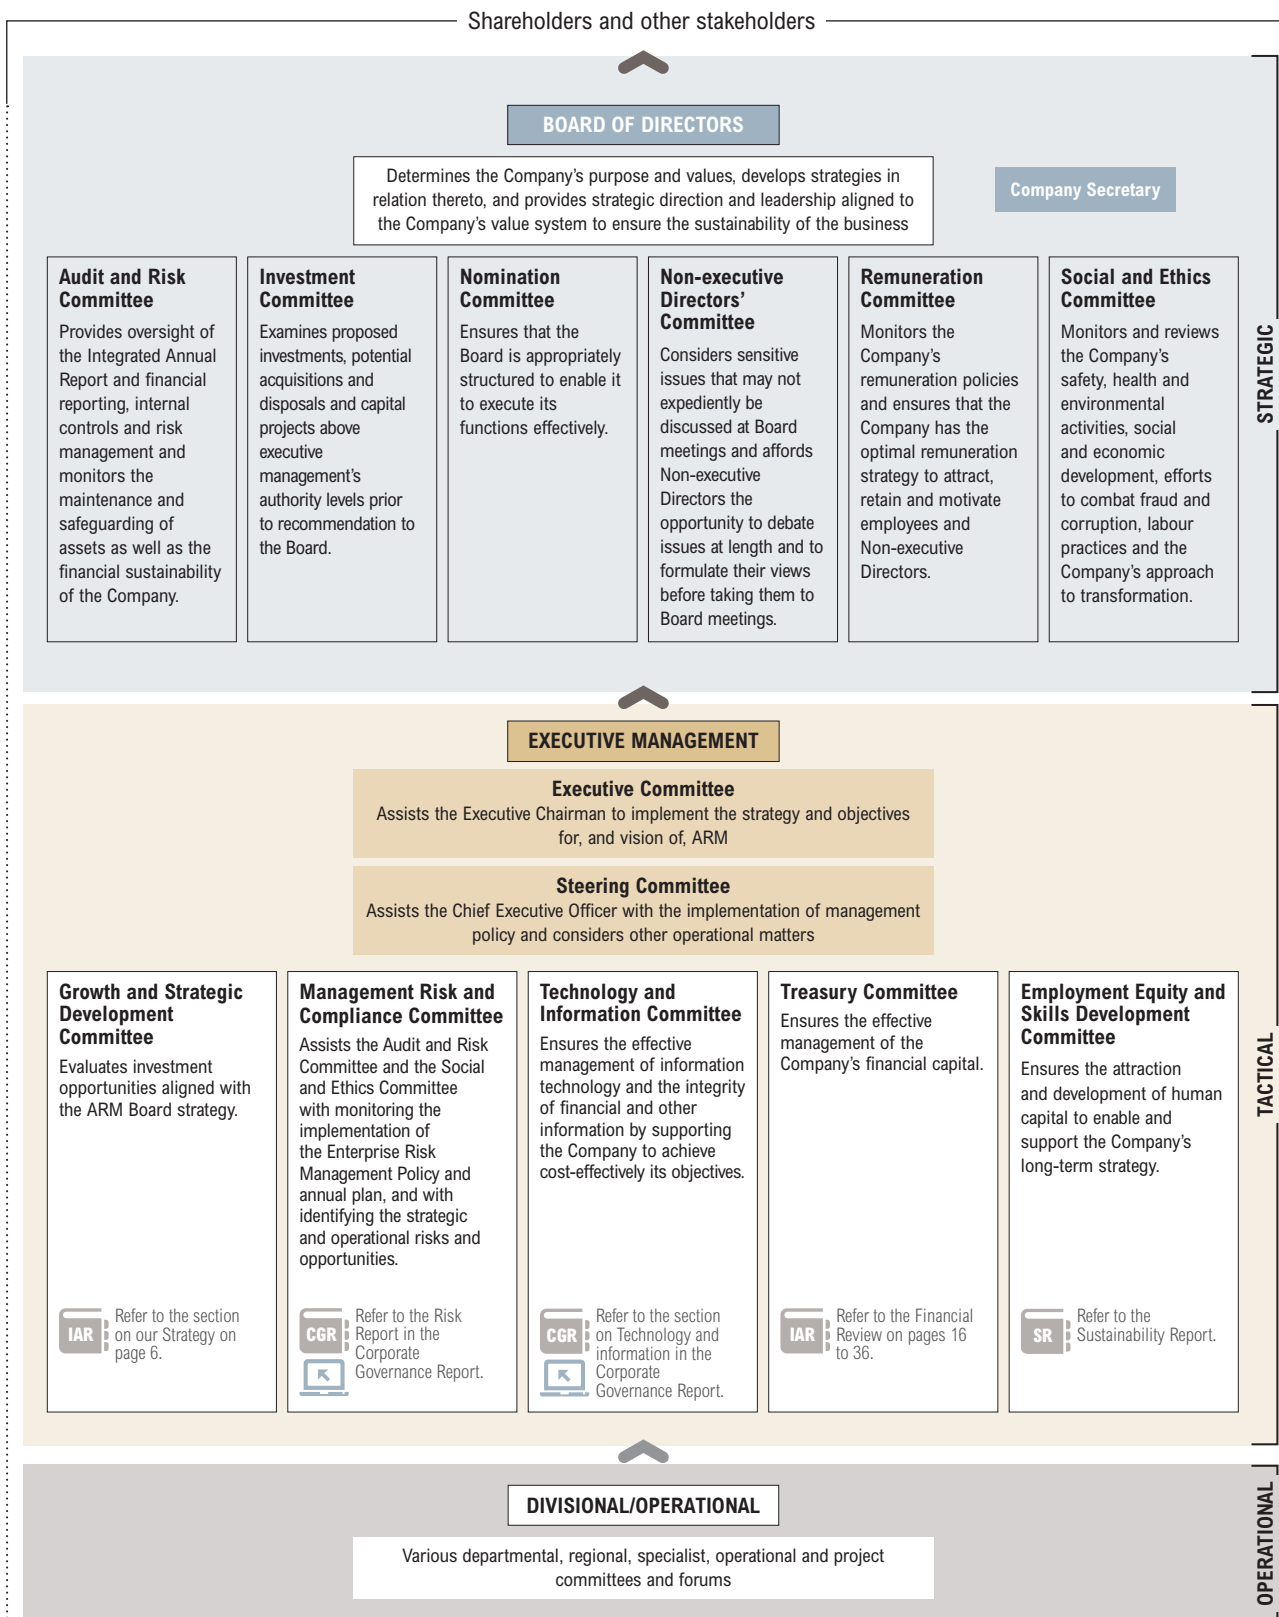 Shareholders and other stakeholders
BOARD OF DIRECTORS
Determines the Company's purpose and values, develops strategies in
relation thereto, and provides strategic direction and leadership aligned to
the Company's value system to ensure the sustainability of the business
Company Secretary
Audit and Risk
Committee
Provides oversight of
the Integrated Annual
Report and financial
reporting, internal
controls and risk
management and
monitors the
maintenance and
safeguarding of
assets as well as the
financial sustainability
of the Company.
Investment
Committee
Examines proposed
investments, potential
acquisitions and
disposals and capital
projects above
executive
management's
authority levels prior
to recommendation to
the Board.
Nomination
Committee
Ensures that the
Board is appropriately
structured to enable it
to execute its
functions effectively.
Non-executive
Directors'
Committee
Considers sensitive
issues that may not
expediently be
discussed at Board
meetings and affords
Non-executive
Directors the
opportunity to debate
issues at length and to
formulate their views
before taking them to
Board meetings.
Remuneration
Committee
Monitors the
Company's
remuneration policies
and ensures that the
Company has the
optimal remuneration
strategy to attract,
retain and motivate
employees and
Non-executive
Directors.
Social and Ethics
Committee
Monitors and reviews
the Company's
safety, health and
environmental
activities, social
and economic
development, efforts
to combat fraud and
corruption, labour
practices and the
Company's approach
to transformation.
STRATEGIC
EXECUTIVE MANAGEMENT
Executive Committee
Assists the Executive Chairman to implement the strategy and objectives
for, and vision of, ARM
Steering Committee
Assists the Chief Executive Officer with the implementation of management
policy and considers other operational matters
Growth and Strategic
Development
Committee
Evaluates investment
opportunities aligned with
the ARM Board strategy.
IAR
Refer to the section
on our Strategy on
page 6.
Management Risk and
Compliance Committee
Assists the Audit and Risk
Committee and the Social
and Ethics Committee
with monitoring the
implementation of
the Enterprise Risk
Management Policy and
annual plan, and with
identifying the strategic
and operational risks and
opportunities.
CGR
Refer to the Risk
Report in the
Corporate
Governance Report.
Technology and
Information Committee
Ensures the effective
management of information
technology and the integrity
of financial and other
information by supporting
the Company to achieve
cost-effectively its objectives.
CGR
Refer to the section
on Technology and
information in the
Corporate
Governance Report.
Treasury Committee
Ensures the effective
management of the
Company's financial capital.
IAR
Refer to the Financial
Review on pages 16
to 36.
Employment Equity and
Skills Development
Committee
Ensures the attraction
and development of human
capital to enable and
support the Company's
long-term strategy.
SR
Refer to the
Sustainability Report.
TACTICAL
DIVISIONAL/OPERATIONAL
Various departmental, regional, specialist, operational and project
committees and forums
OPERATIONAL